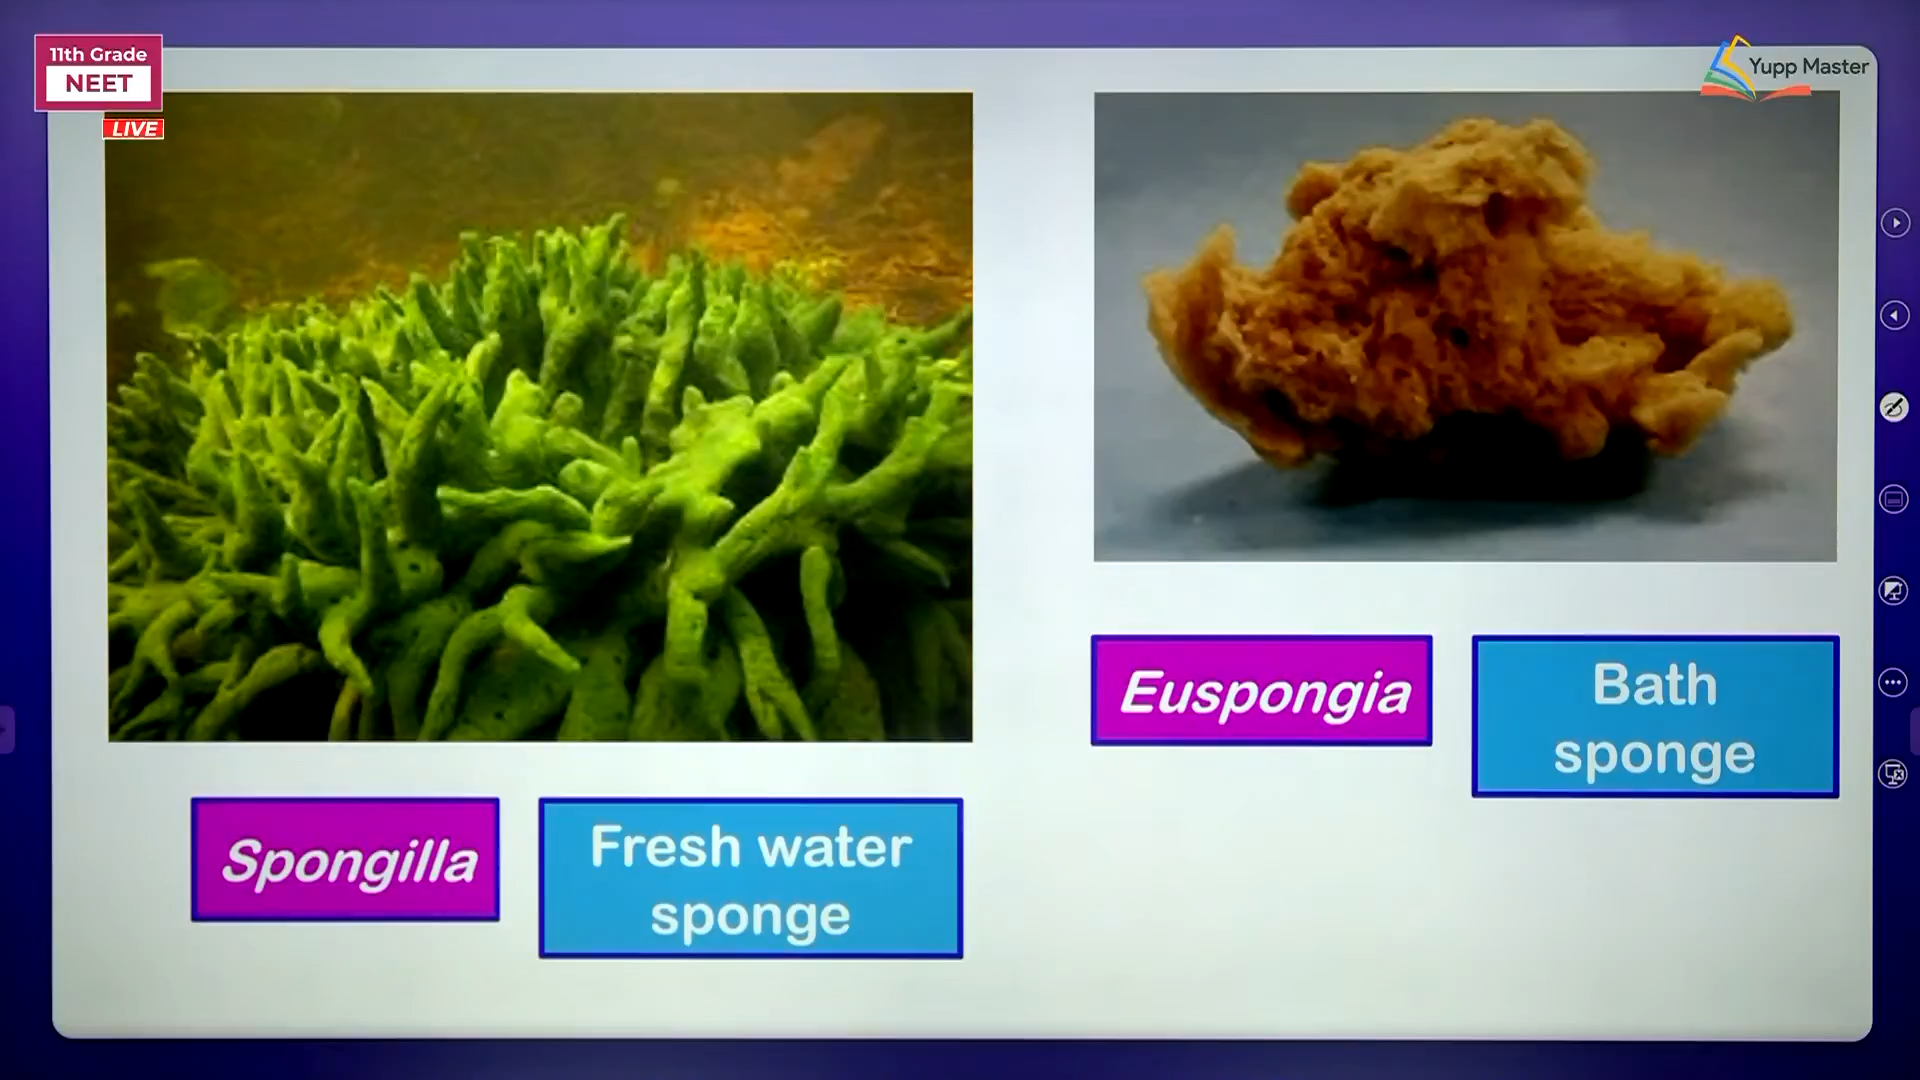 11th Grade
NEET
LIVE
Yupp Master
Euspongia
Bath
sponge
Spongilla
Fresh water
sponge